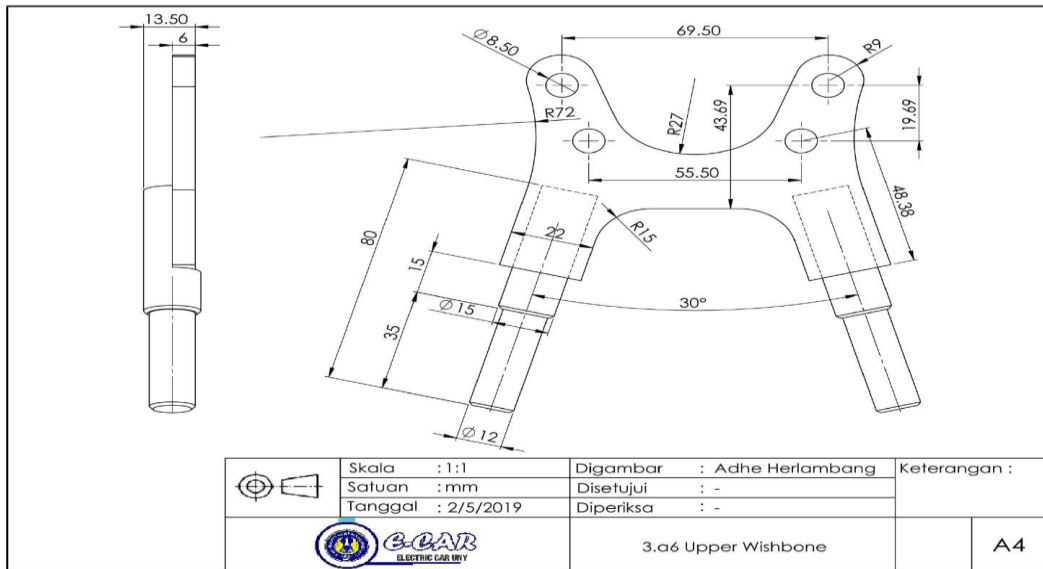 13.50
6
Ø8.50
69.50
R9
R72
R27
43.69
19.69
55.50
48.38
80
22
R15
15
Ø15
30°
35
Ø12
Skala : 1:1
Digambar : Adhe Herlambang
Keterangan :
Satuan : mm
Disetujui : -
Tanggal : 2/5/2019
Diperiksa : -
e-CAR
ELECTRIC CAR UNY
3.a6 Upper Wishbone
A4